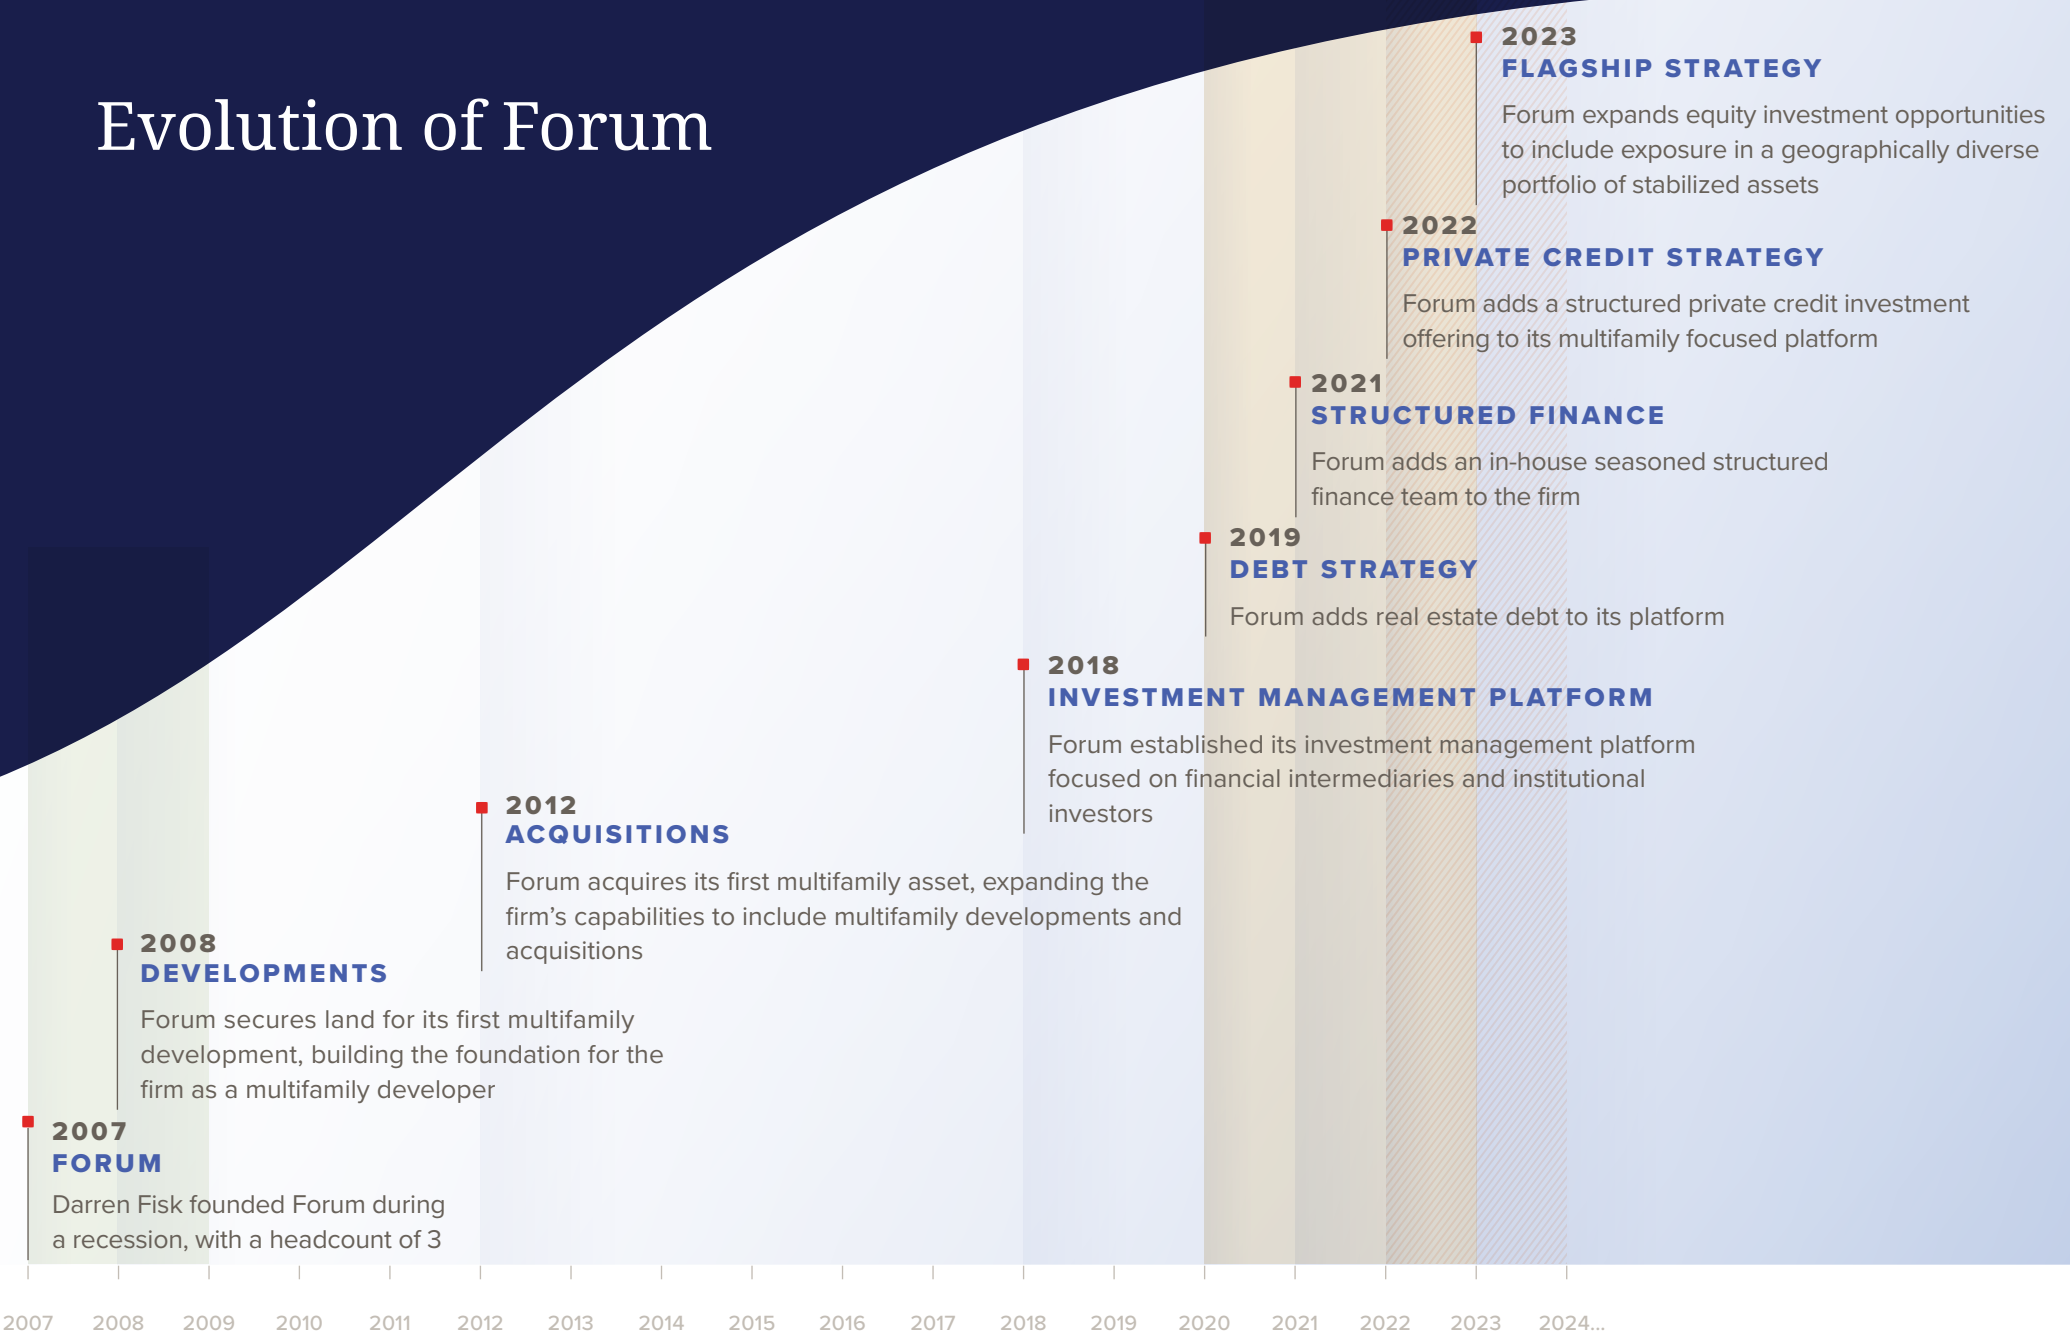 Evolution of Forum
2023
FLAGSHIP STRATEGY
Forum expands equity investment opportunities
to include exposure in a geographically diverse
portfolio of stabilized assets
2022
PRIVATE CREDIT STRATEGY
Forum adds a structured private credit investment
offering to its multifamily focused platform
2021
STRUCTURED FINANCE
Forum adds an in-house seasoned structured
finance team to the firm
2019
DEBT STRATEGY
Forum adds real estate debt to its platform
2018
INVESTMENT MANAGEMENT PLATFORM
Forum established its investment management platform
focused on financial intermediaries and institutional
investors
2012
ACQUISITIONS
Forum acquires its first multifamily asset, expanding the
firm’s capabilities to include multifamily developments and
acquisitions
2008
DEVELOPMENTS
Forum secures land for its first multifamily
development, building the foundation for the
firm as a multifamily developer
2007
FORUM
Darren Fisk founded Forum during
a recession, with a headcount of 3
2007 2008 2009 2010 2011 2012 2013 2014 2015 2016 2017 2018 2019 2020 2021 2022 2023 2024...